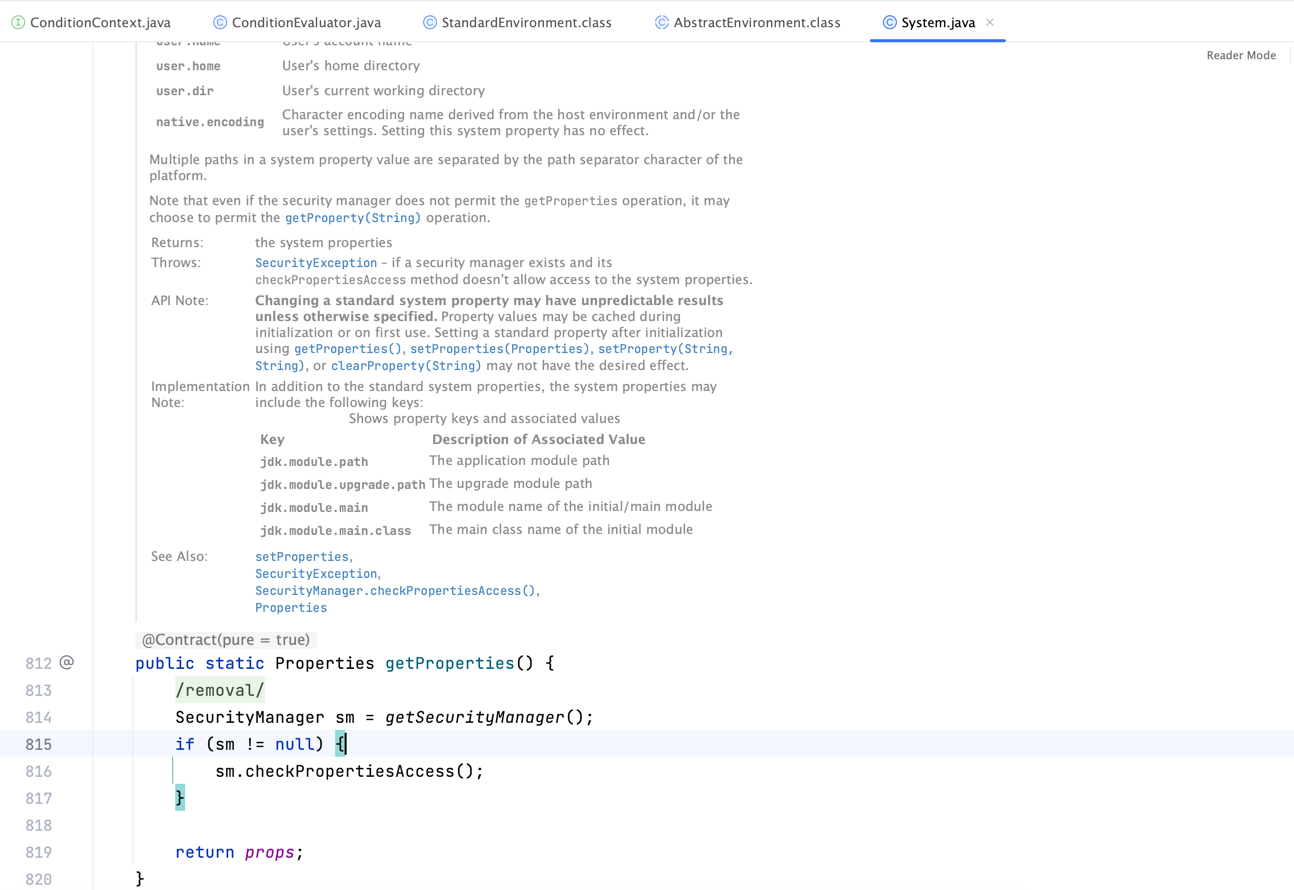 ConditionContext.java ConditionEvaluator.java StandardEnvironment.class AbstractEnvironment.class System.java
user.name User's account name
Reader Mode
user.home User's home directory
user.dir User's current working directory
native.encoding Character encoding name derived from the host environment and/or the
user's settings. Setting this system property has no effect.
Multiple paths in a system property value are separated by the path separator character of the
platform.
Note that even if the security manager does not permit the getProperties operation, it may
choose to permit the getProperty(String) operation.
Returns: the system properties
Throws: SecurityException – if a security manager exists and its
checkPropertiesAccess method doesn't allow access to the system properties.
API Note: Changing a standard system property may have unpredictable results
unless otherwise specified. Property values may be cached during
initialization or on first use. Setting a standard property after initialization
using getProperties(), setProperties(Properties), setProperty(String,
String), or clearProperty(String) may not have the desired effect.
Implementation In addition to the standard system properties, the system properties may
Note: include the following keys:
Shows property keys and associated values
Key Description of Associated Value
jdk.module.path The application module path
jdk.module.upgrade.path The upgrade module path
jdk.module.main The module name of the initial/main module
jdk.module.main.class The main class name of the initial module
See Also: setProperties,
SecurityException,
SecurityManager.checkPropertiesAccess(),
Properties
@Contract(pure = true)
812 @ public static Properties getProperties() {
813 /removal/
814 SecurityManager sm = getSecurityManager();
815 if (sm != null) {
816 sm.checkPropertiesAccess();
817 }
818
819 return props;
820 }